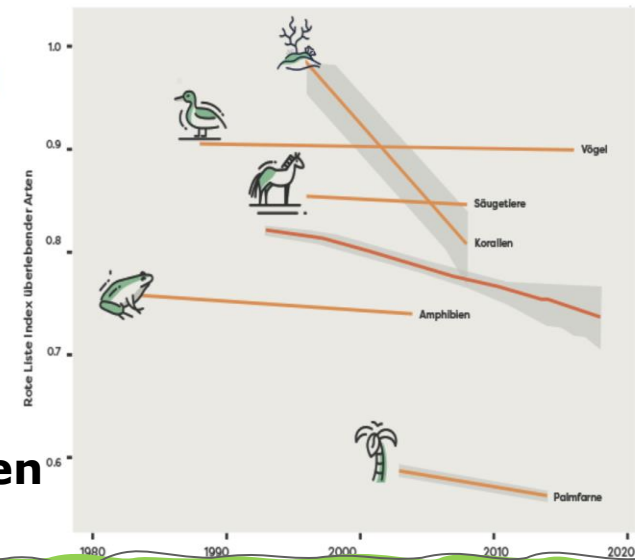 Rote Liste Index überlebender Arten
1.0
0.9
0.8
0.7
0.6
Vögel
Säugetiere
Korallen
Amphibien
Palmfarne
en
1980
1990
2000
2010
2020